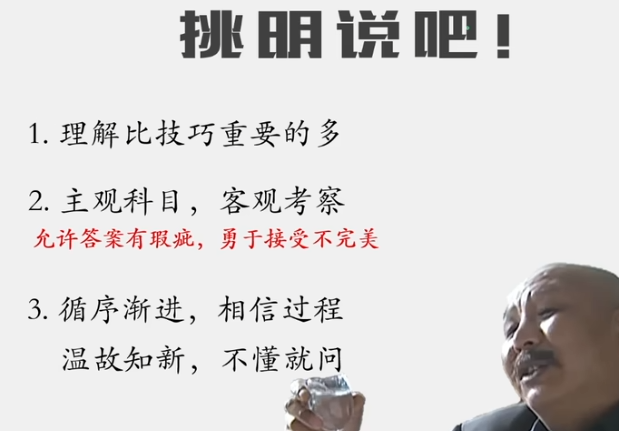 挑明说吧!
1. 理解比技巧重要的多
2. 主观科目，客观考察
允许答案有瑕疵，勇于接受不完美
3. 循序渐进，相信过程
温故知新，不懂就问